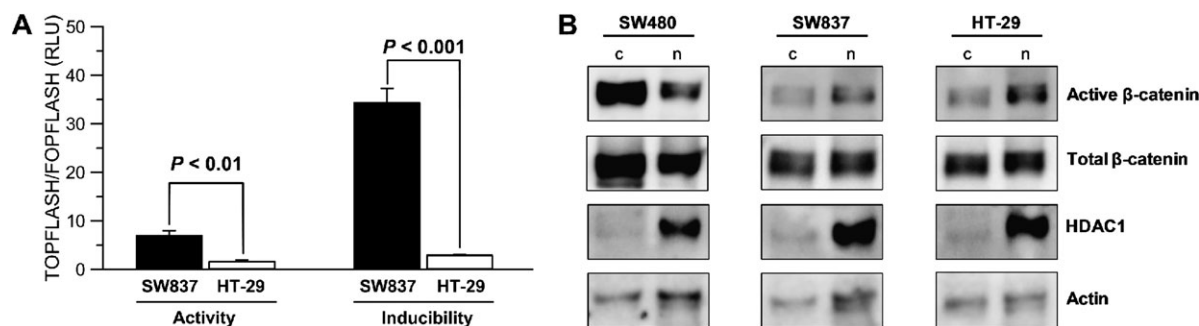 A
TOPFLASH/FOPFLASH (RLU)
50
40
30
20
10
0
P < 0.01
P < 0.001
SW837 HT-29 SW837 HT-29
Activity Inducibility
B
SW480 SW837 HT-29
c n c n c n
Active β-catenin
Total β-catenin
HDAC1
Actin